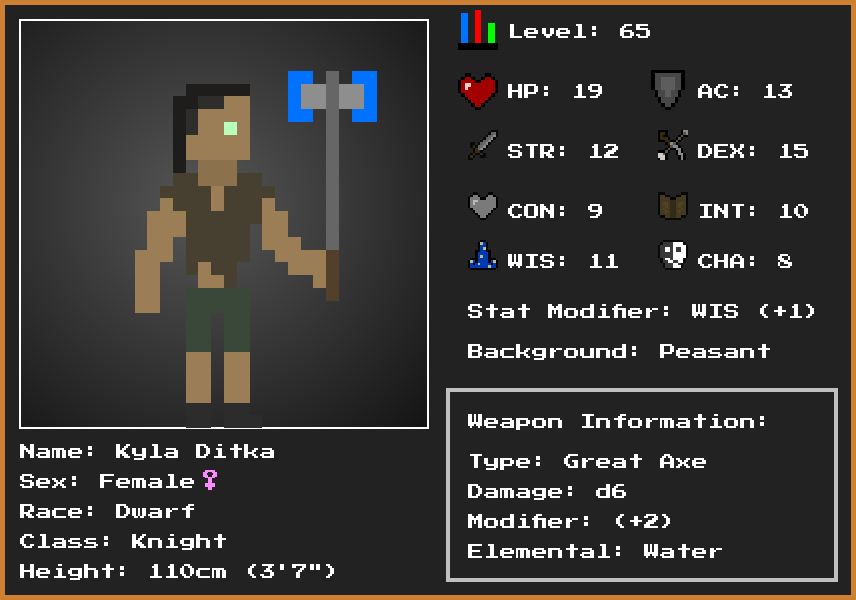 Level: 65
HP: 19
AC: 13
STR: 12
DEX: 15
CON: 9
INT: 10
WIS: 11
CHA: 8
Stat Modifier: WIS (+1)
Background: Peasant
Weapon Information:
Type: Great Axe
Damage: d6
Modifier: (+2)
Elemental: Water
Name: Kyla Ditka
Sex: Female♀
Race: Dwarf
Class: Knight
Height: 110cm (3'7")